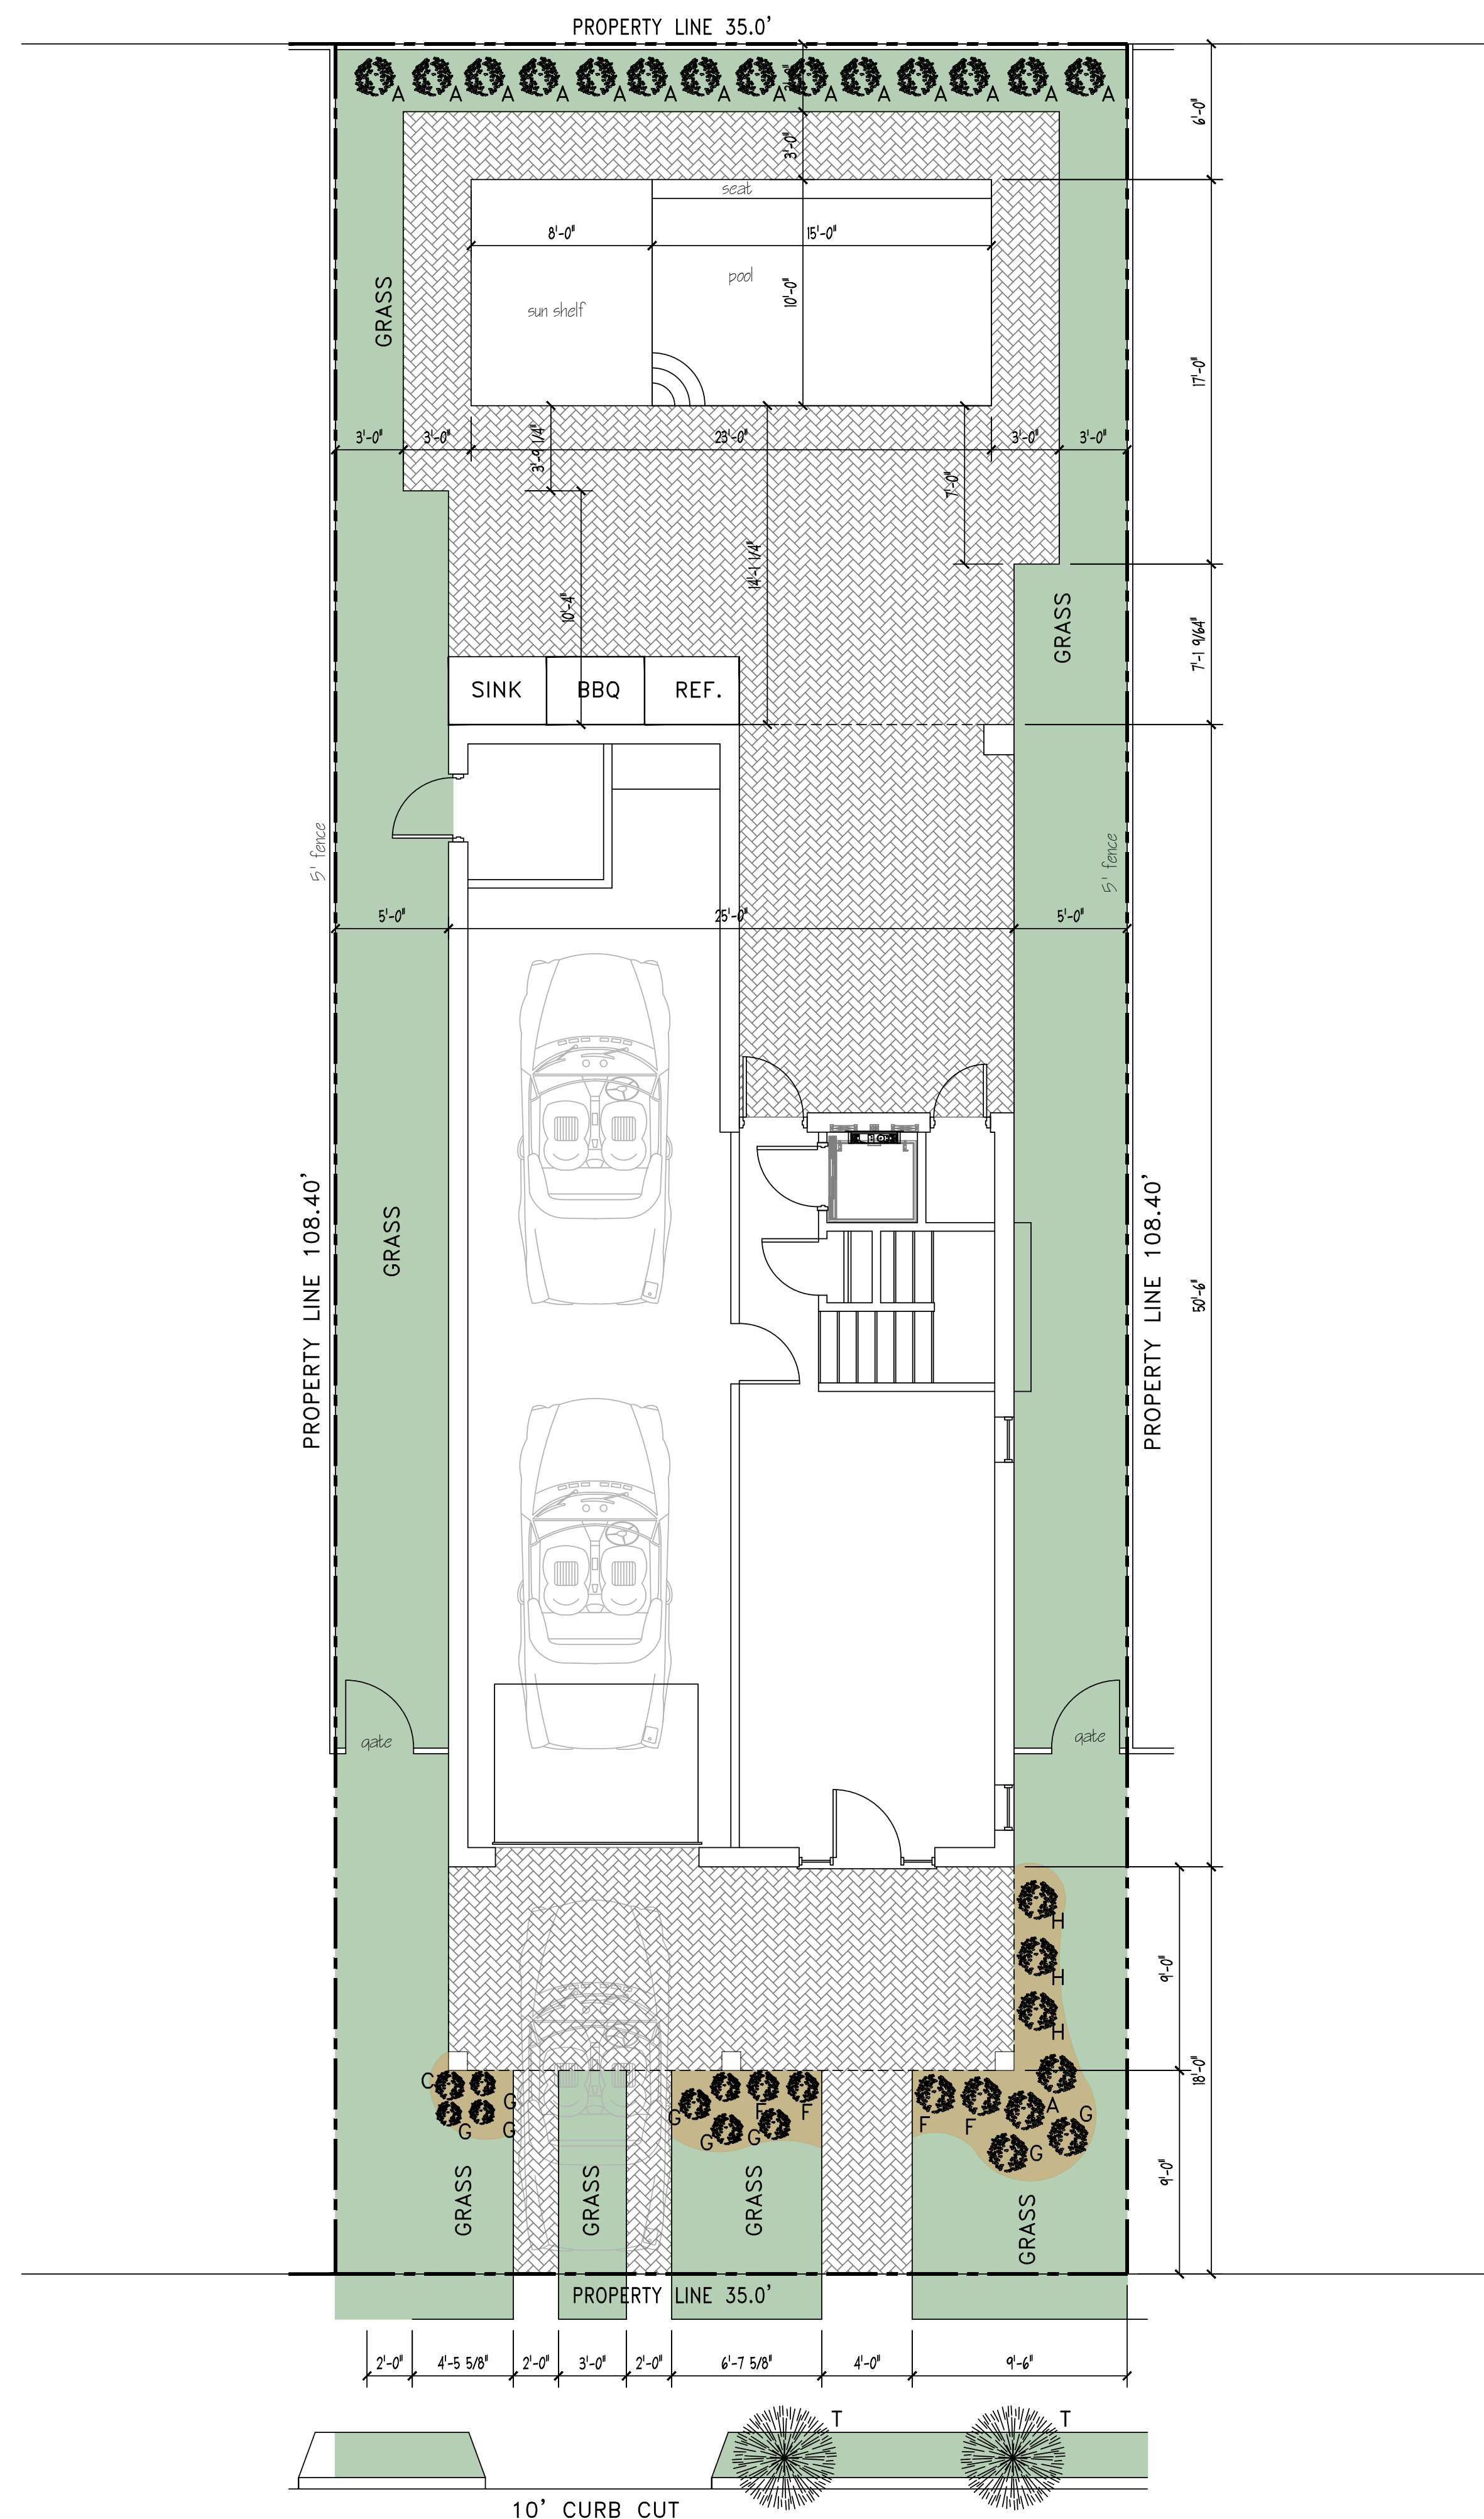 PROPERTY LINE 35.0'
A A A A A A A A A A A A A A
6'-0"
3'-0"
seat
8'-0" 15'-0"
pool
10'-0"
sun shelf
GRASS
17'-0"
3'-0" 3'-0" 23'-0" 3'-0" 3'-0"
3'-9 1/4"
7'-0"
14'-1 1/4"
10'-4"
GRASS
7'-1 9/64"
SINK BBQ REF.
5' fence
5' fence
5'-0" 25'-0" 5'-0"
PROPERTY LINE 108.40'
GRASS
PROPERTY LINE 108.40'
50'-6"
gate
gate
H
H
H
9'-0"
18'-0"
C G G G
G F F G G
F F A G G
9'-0"
GRASS GRASS GRASS GRASS
PROPERTY LINE 35.0'
2'-0" 4'-5 5/8" 2'-0" 3'-0" 2'-0" 6'-7 5/8" 4'-0" 9'-6"
T T
10' CURB CUT